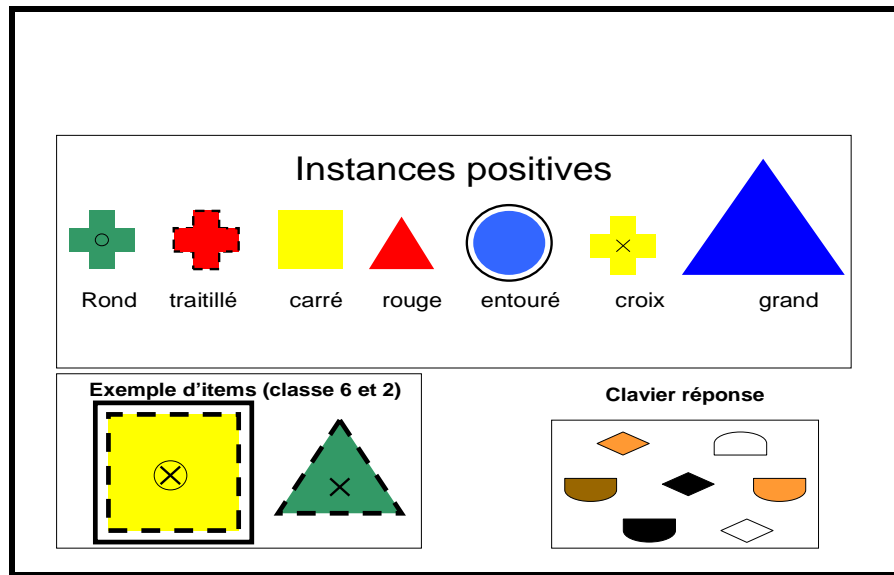 Instances positives
Rond traitillé carré rouge entouré croix grand
Exemple d'items (classe 6 et 2)
Clavier réponse